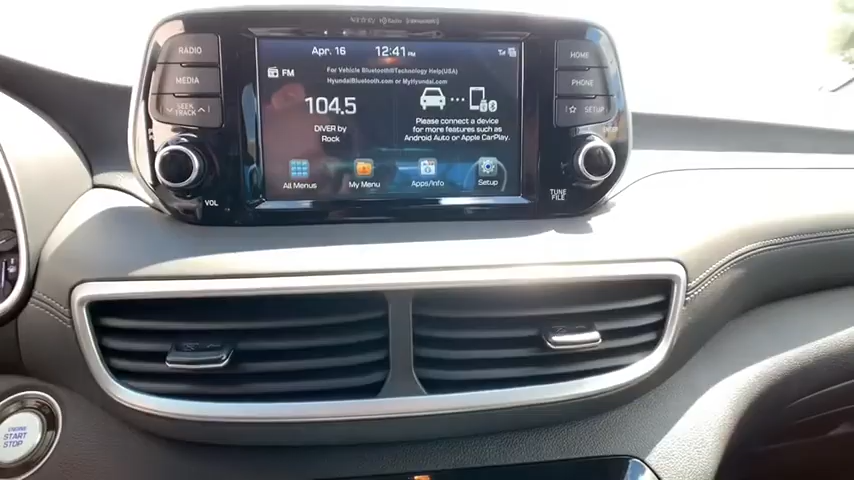 Apr. 16
12:41 PM
RADIO
MEDIA
SEEK
TRACK
VOL
FM
For Vehicle Bluetooth® Technology Help(USA)
HyundaiBluetooth.com or MyHyundai.com
104.5
DIVER by
Rock
Please connect a device
for more features such as
Android Auto or Apple CarPlay.
All Menus
My Menu
Apps/Info
Setup
HOME
PHONE
SETUP
TUNE
FILE
ENGINE
START
STOP